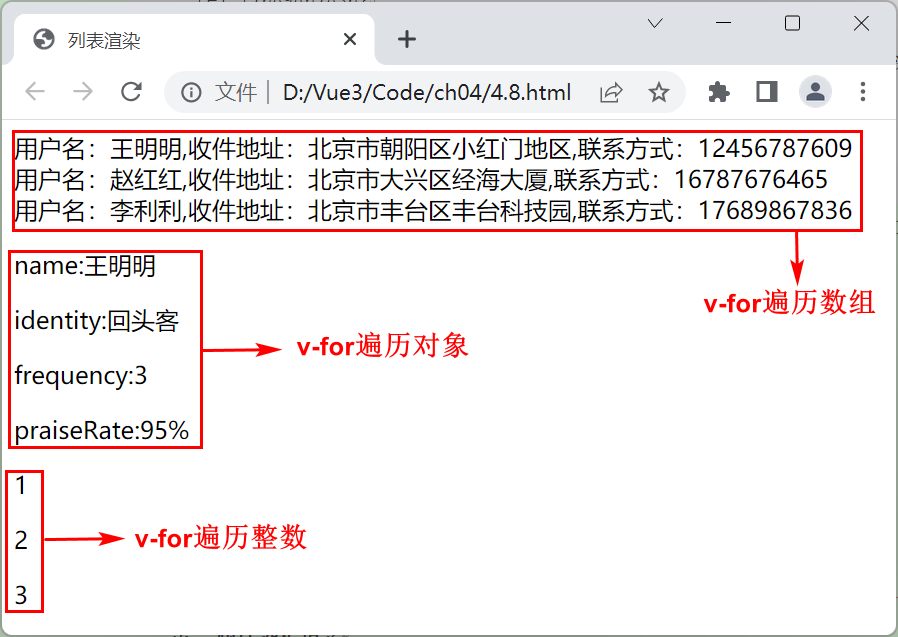 列表渲染
文件 | D:/Vue3/Code/ch04/4.8.html
用户名：王明明,收件地址：北京市朝阳区小红门地区,联系方式：12456787609
用户名：赵红红,收件地址：北京市大兴区经海大厦,联系方式：16787676465
用户名：李利利,收件地址：北京市丰台区丰台科技园,联系方式：17689867836
v-for遍历数组
name:王明明
identity:回头客
frequency:3
praiseRate:95%
v-for遍历对象
1
2
3
v-for遍历整数